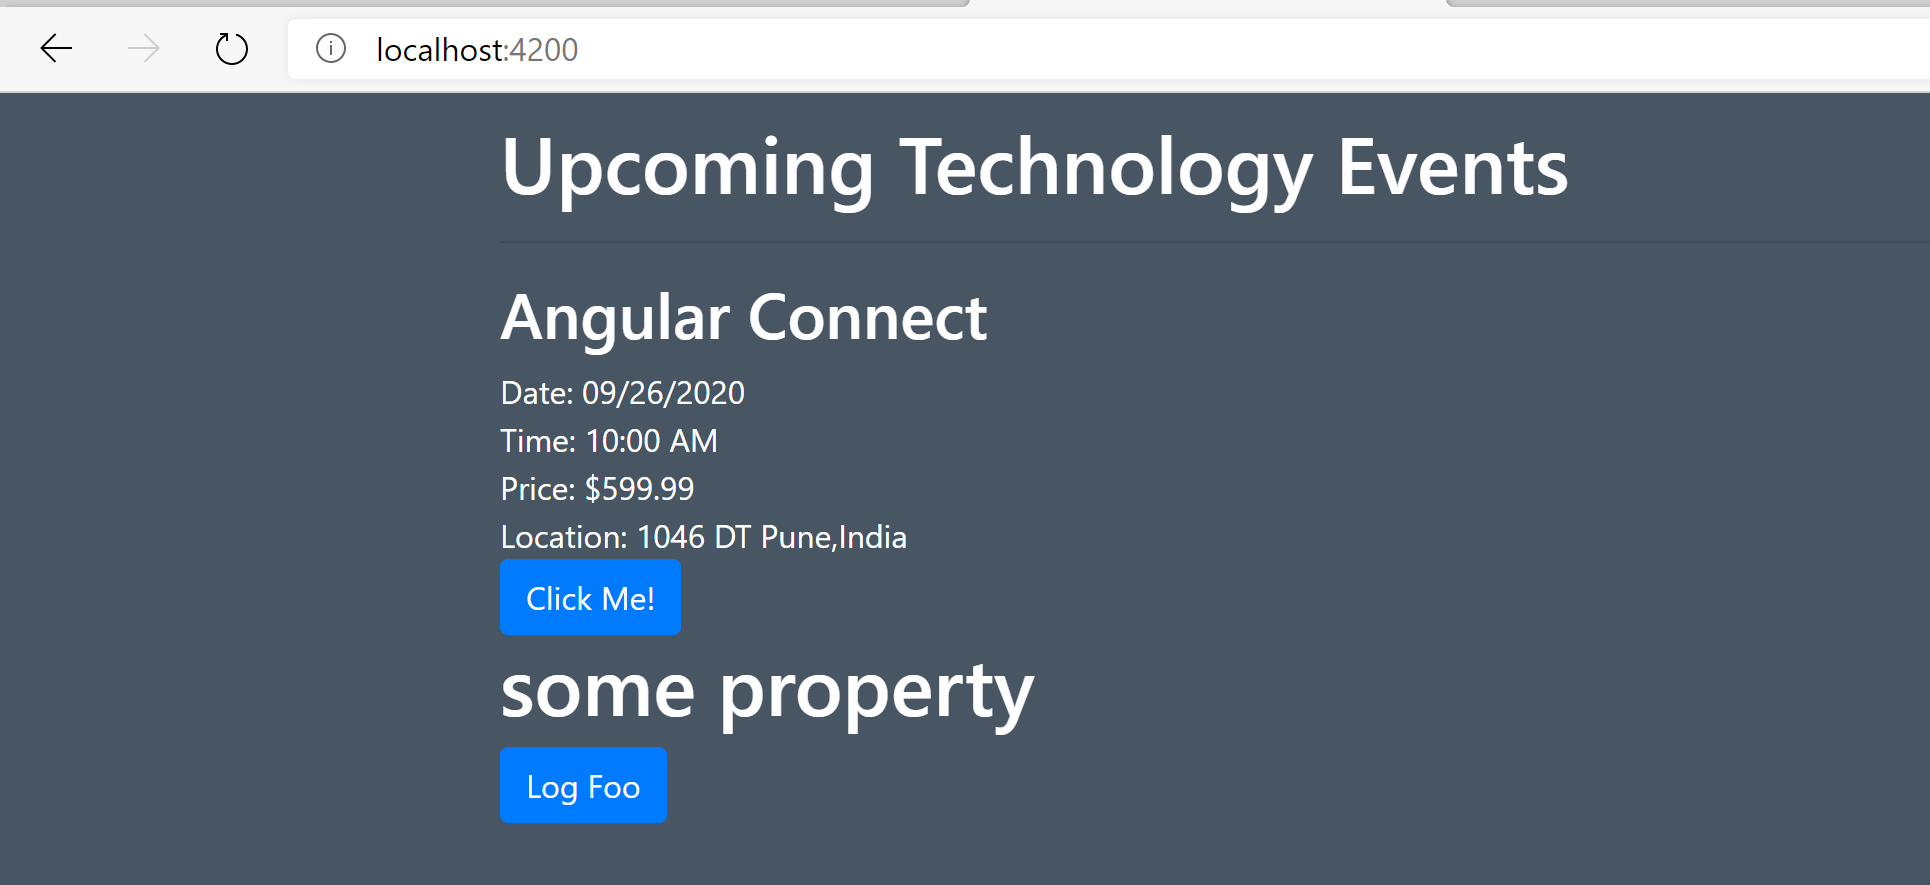 localhost:4200
Upcoming Technology Events
Angular Connect
Date: 09/26/2020
Time: 10:00 AM
Price: $599.99
Location: 1046 DT Pune,India
Click Me!
some property
Log Foo